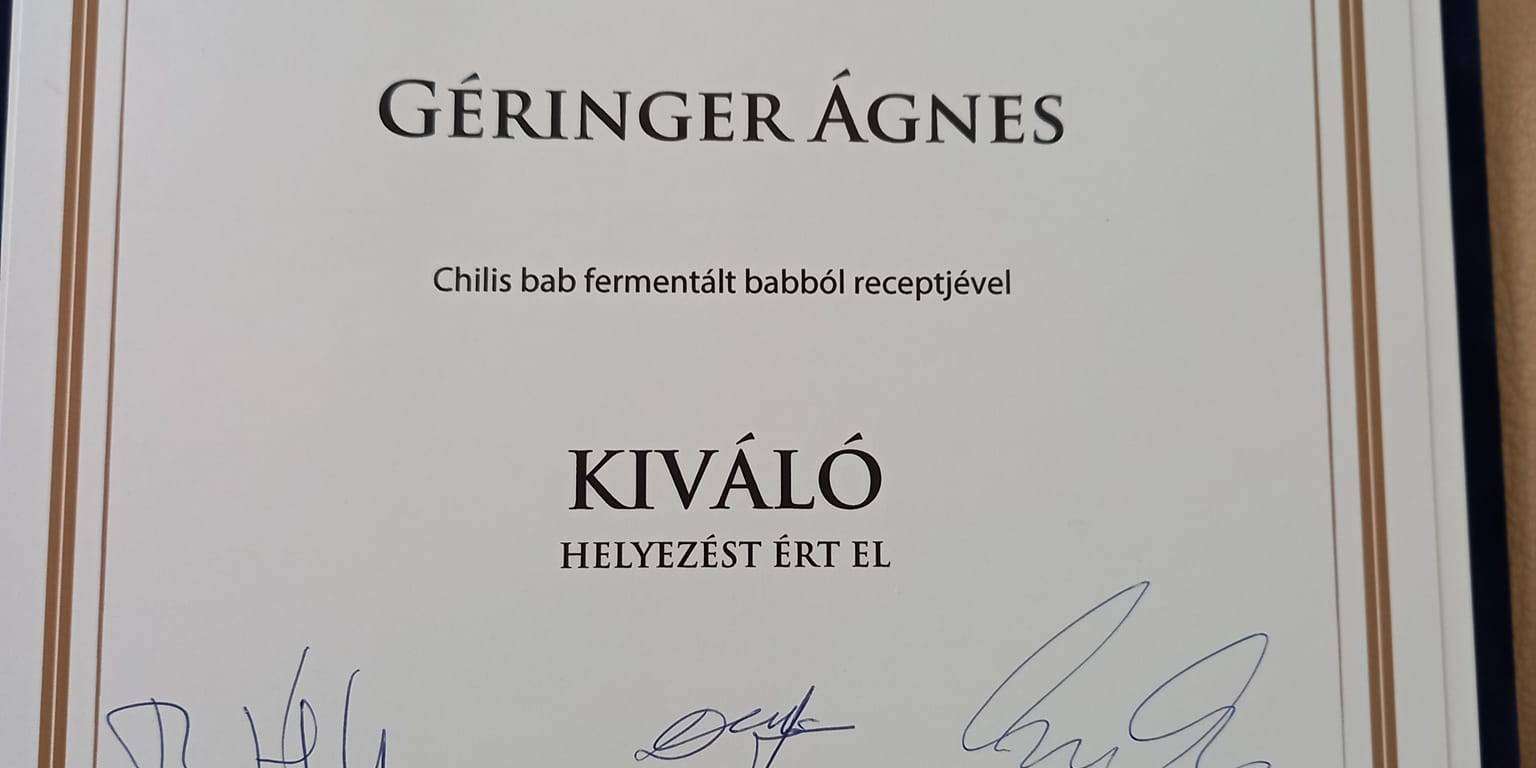 GÉRINGER ÁGNES
Chilis bab fermentált babból receptjével
KIVÁLÓ
HELYEZÉST ÉRT EL